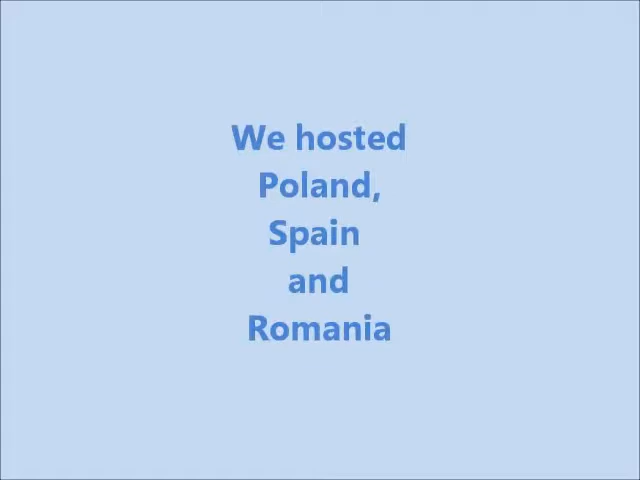 We hosted
Poland,
Spain
and
Romania